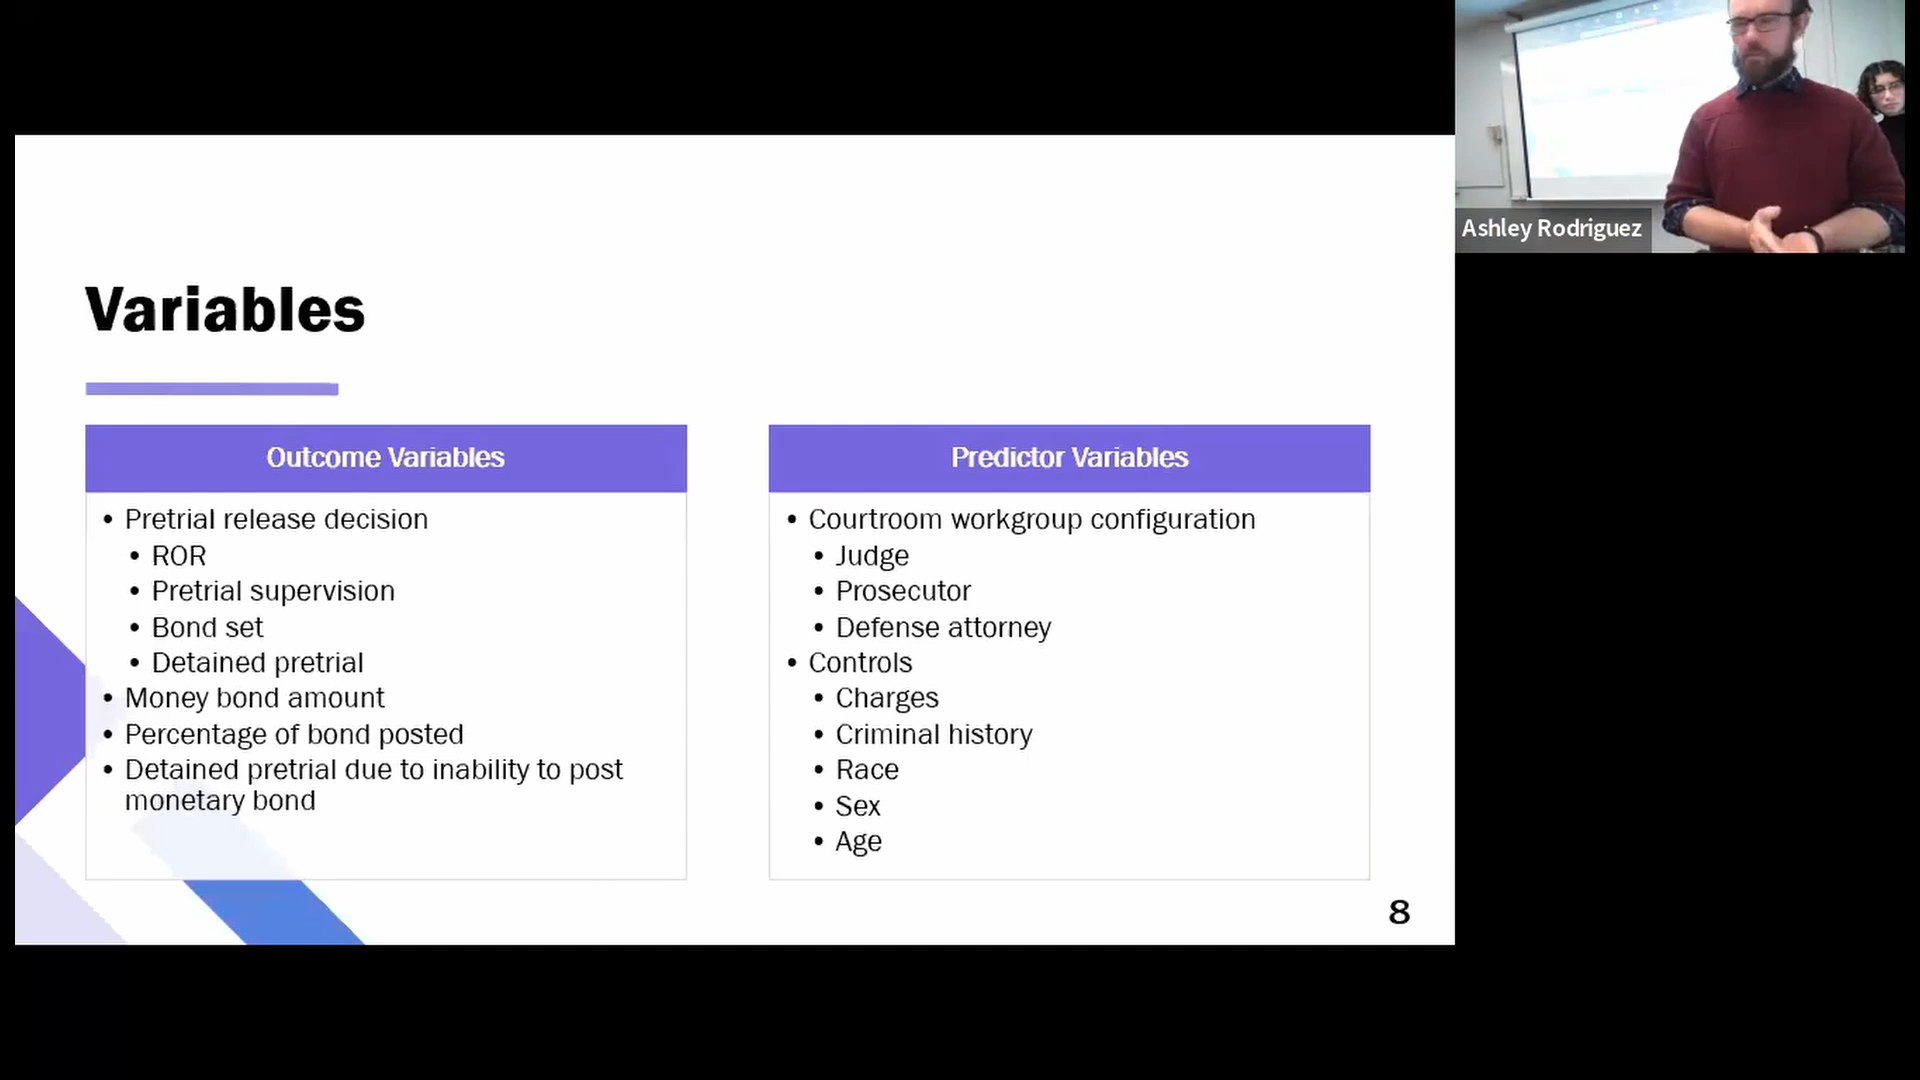 Ashley Rodriguez
Variables
Outcome Variables
• Pretrial release decision
• ROR
• Pretrial supervision
• Bond set
• Detained pretrial
• Money bond amount
• Percentage of bond posted
• Detained pretrial due to inability to post
monetary bond
Predictor Variables
• Courtroom workgroup configuration
• Judge
• Prosecutor
• Defense attorney
• Controls
• Charges
• Criminal history
• Race
• Sex
• Age
8